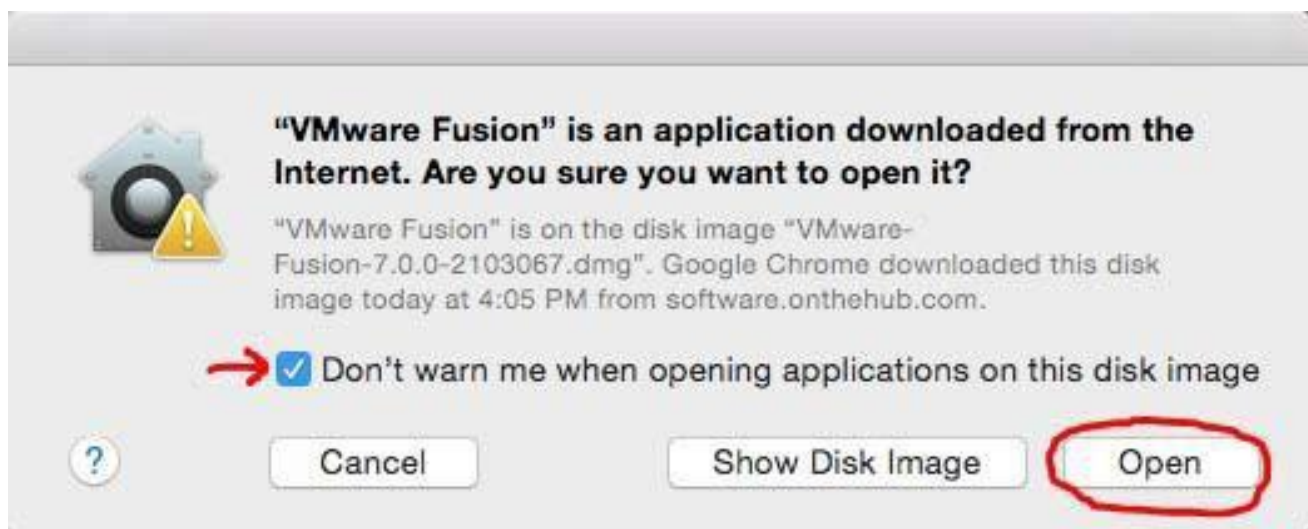 “VMware Fusion” is an application downloaded from the
Internet. Are you sure you want to open it?
“VMware Fusion” is on the disk image “VMware-
Fusion-7.0.0-2103067.dmg”. Google Chrome downloaded this disk
image today at 4:05 PM from software.onthehub.com.
Don't warn me when opening applications on this disk image
? Cancel Show Disk Image Open